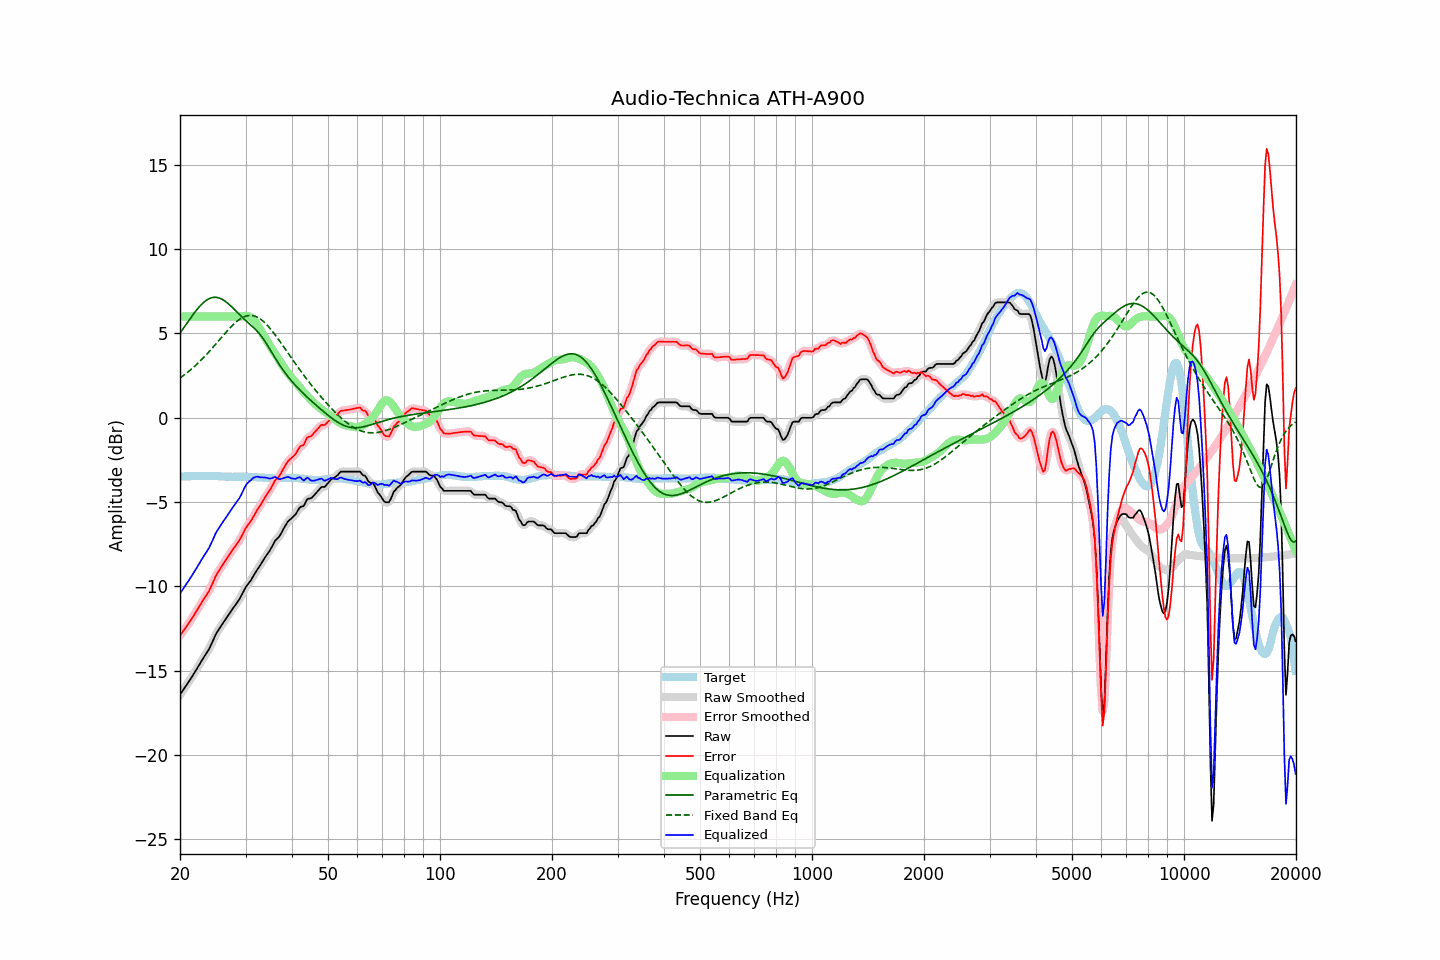 Audio-Technica ATH-A900
Amplitude (dBr)
15
10
5
0
−5
−10
−15
−20
−25
Target
Raw Smoothed
Error Smoothed
Raw
Error
Equalization
Parametric Eq
Fixed Band Eq
Equalized
20 50 100 200 500 1000 2000 5000 10000 20000
Frequency (Hz)